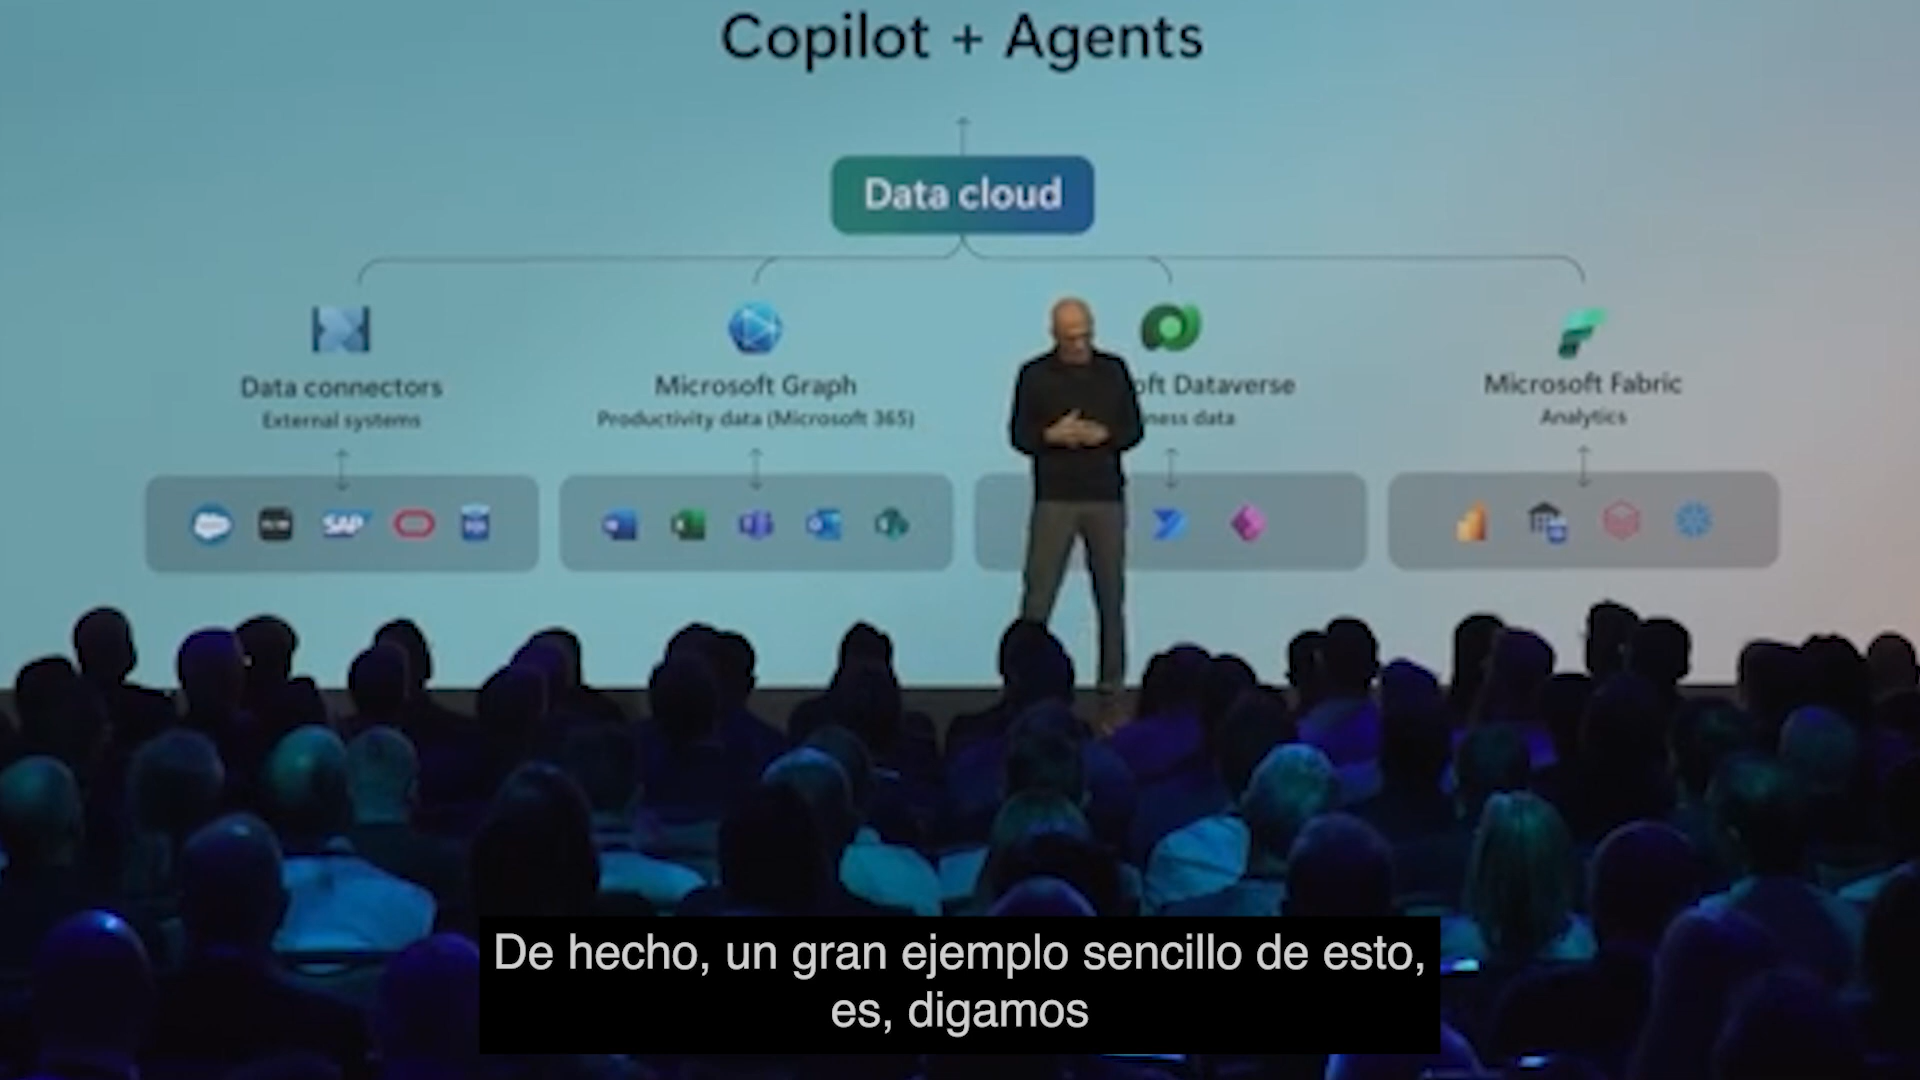 Copilot + Agents
Data cloud
Data connectors
External systems
Microsoft Graph
Productivity data (Microsoft 365)
oft Dataverse
ness data
Microsoft Fabric
Analytics
SAP
De hecho, un gran ejemplo sencillo de esto,
es, digamos